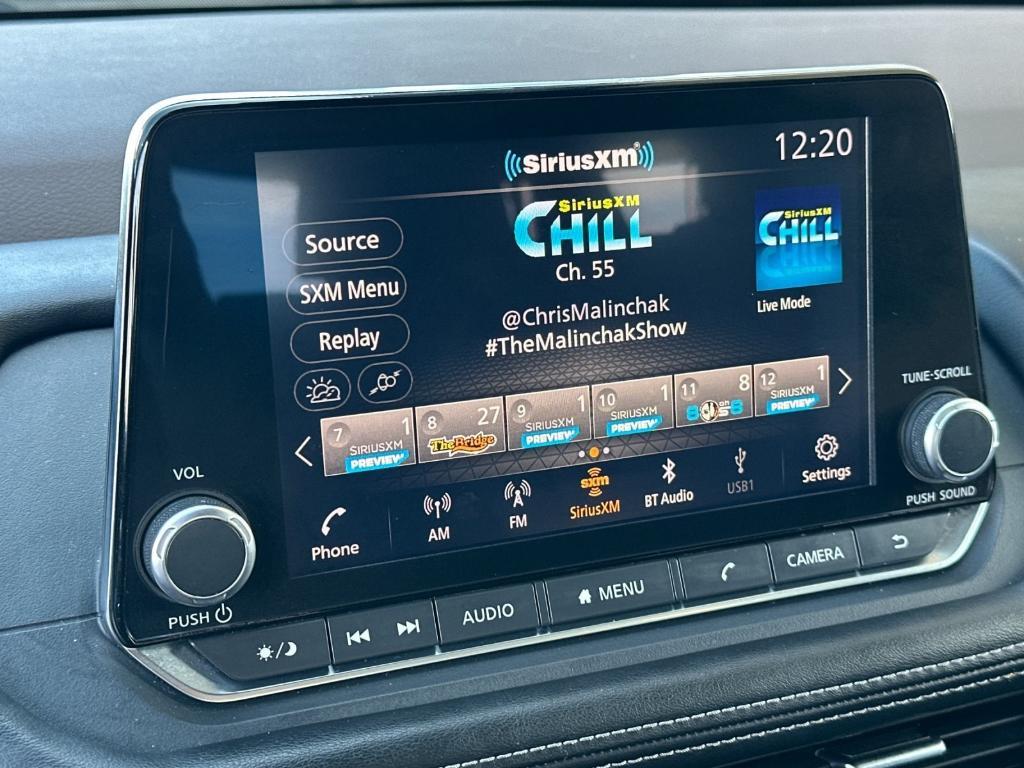 SiriusXM
12:20
SiriusXM
CHILL
Ch. 55
@ChrisMalinchak
#TheMalinchakShow
SiriusXM
CHILL
Live Mode
Source
SXM Menu
Replay
7 1
SIRIUSXM
PREVIEW
8 27
The Bridge
9 1
SIRIUSXM
PREVIEW
10 1
SIRIUSXM
PREVIEW
11 8
80s on 8
12 1
SIRIUSXM
PREVIEW
Phone
AM
FM
sxm
SiriusXM
BT Audio
USB1
Settings
VOL
PUSH
TUNE·SCROLL
PUSH SOUND
AUDIO
MENU
CAMERA